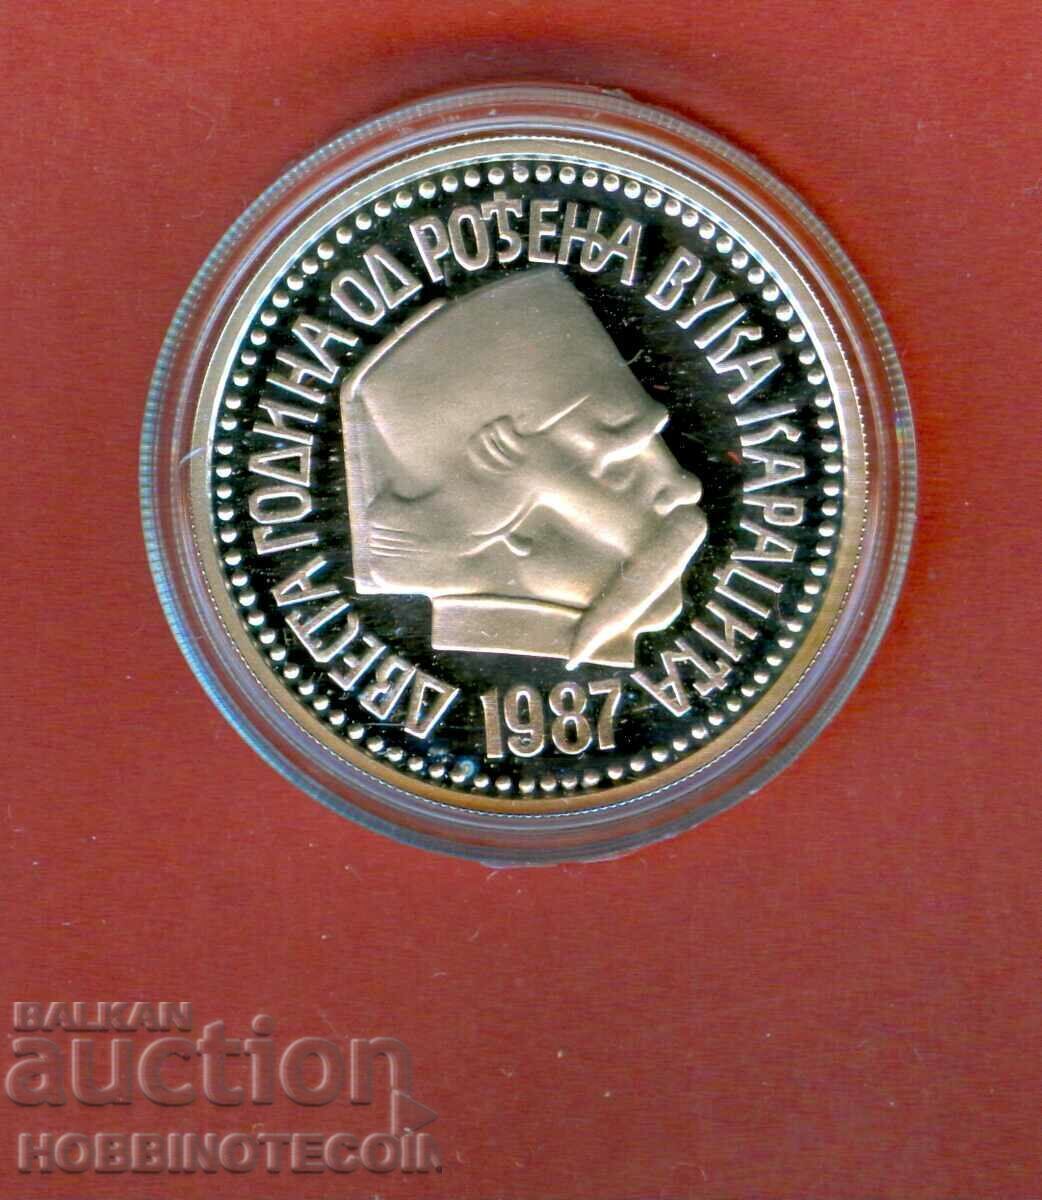 ДВЕСТА ГОДИНА ОД РОЂЕЊА ВУКА КАРАЏИЋА
1987
BALKAN
auction
HOBBINOTECOIN